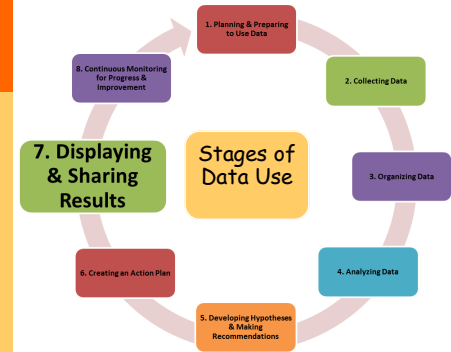 1. Planning & Preparing
to Use Data
2. Collecting Data
3. Organizing Data
4. Analyzing Data
5. Developing Hypotheses
& Making
Recommendations
6. Creating an Action Plan
7. Displaying
& Sharing
Results
8. Continuous Monitoring
for Progress &
Improvement
Stages of
Data Use